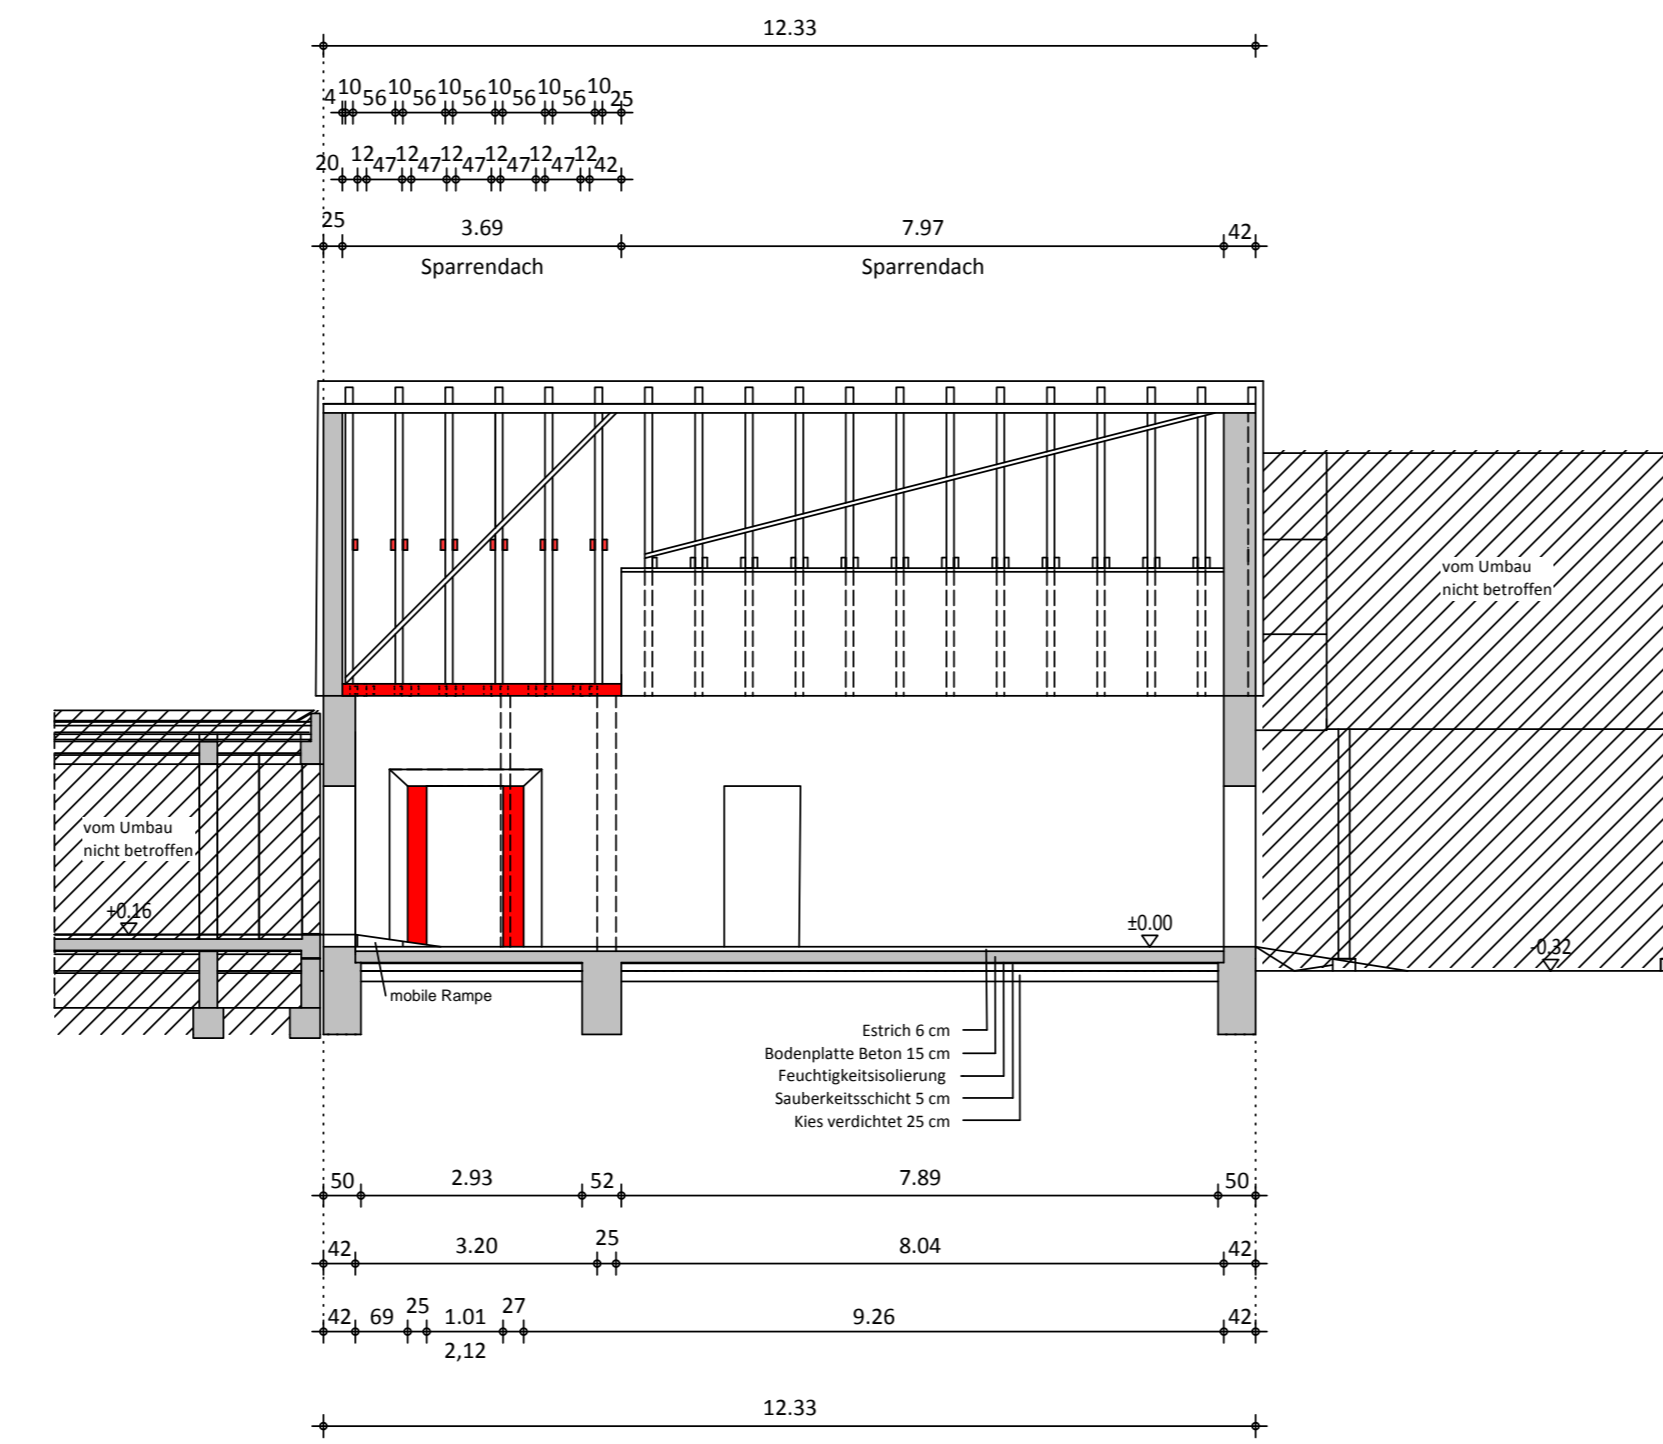 12.33
4 10 56 10 56 10 56 10 56 10 56 10 25
20 12 47 12 47 12 47 12 47 12 47 12 42
25 3.69 7.97 42
Sparrendach Sparrendach
vom Umbau
nicht betroffen
vom Umbau
nicht betroffen
+0.16
±0.00
-0.32
mobile Rampe
Estrich 6 cm
Bodenplatte Beton 15 cm
Feuchtigkeitsisolierung
Sauberkeitsschicht 5 cm
Kies verdichtet 25 cm
50 2.93 52 7.89 50
42 3.20 25 8.04 42
42 69 25 1.01 27 9.26 42
2,12
12.33